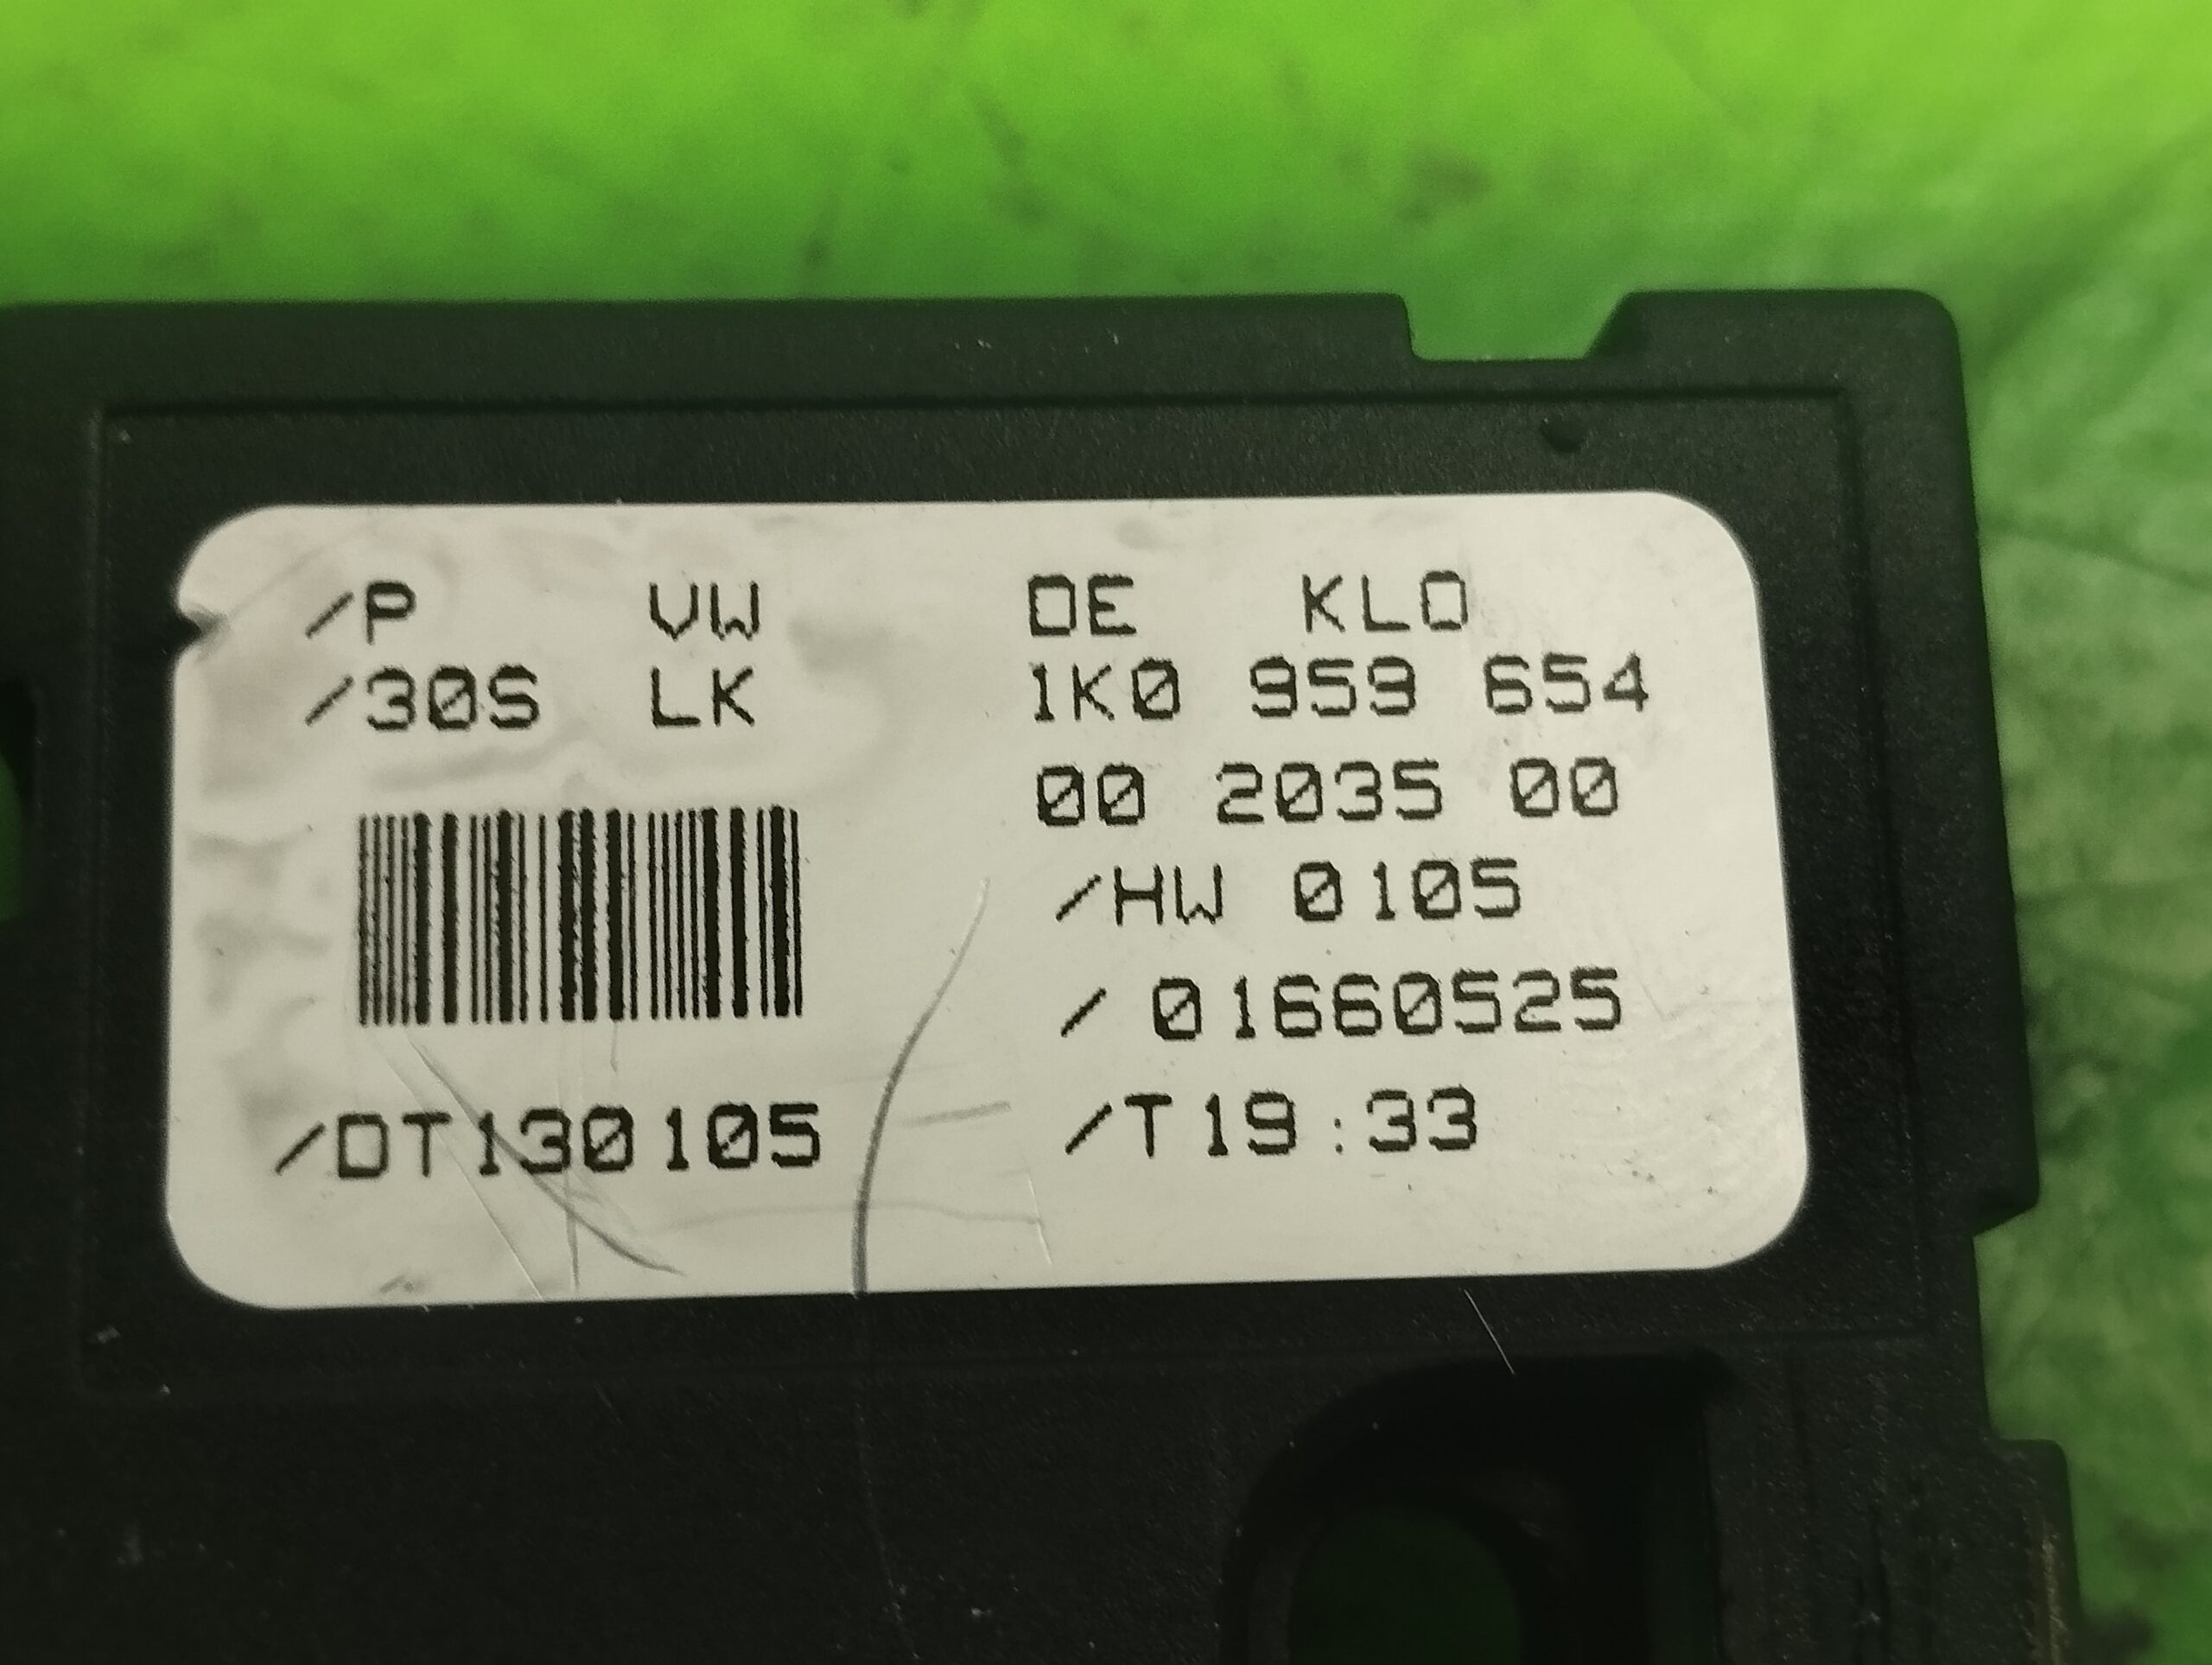 /P VW DE KLO
/30S LK 1K0 959 654
00 2035 00
/HW 0105
/ 01660525
/DT130105 /T19:33